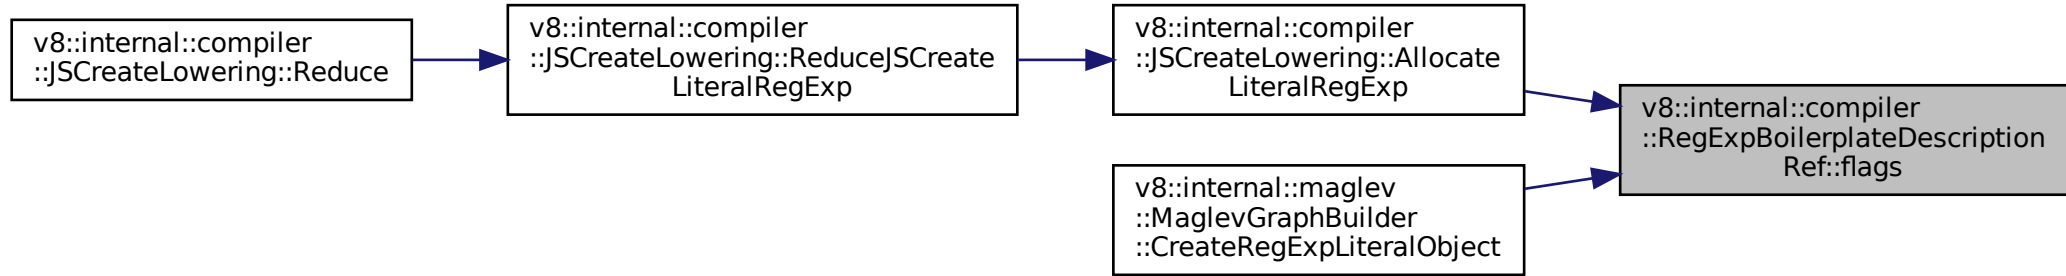 v8::internal::compiler
::JSCreateLowering::Reduce
v8::internal::compiler
::JSCreateLowering::ReduceJSCreate
LiteralRegExp
v8::internal::compiler
::JSCreateLowering::Allocate
LiteralRegExp
v8::internal::maglev
::MaglevGraphBuilder
::CreateRegExpLiteralObject
v8::internal::compiler
::RegExpBoilerplateDescription
Ref::flags